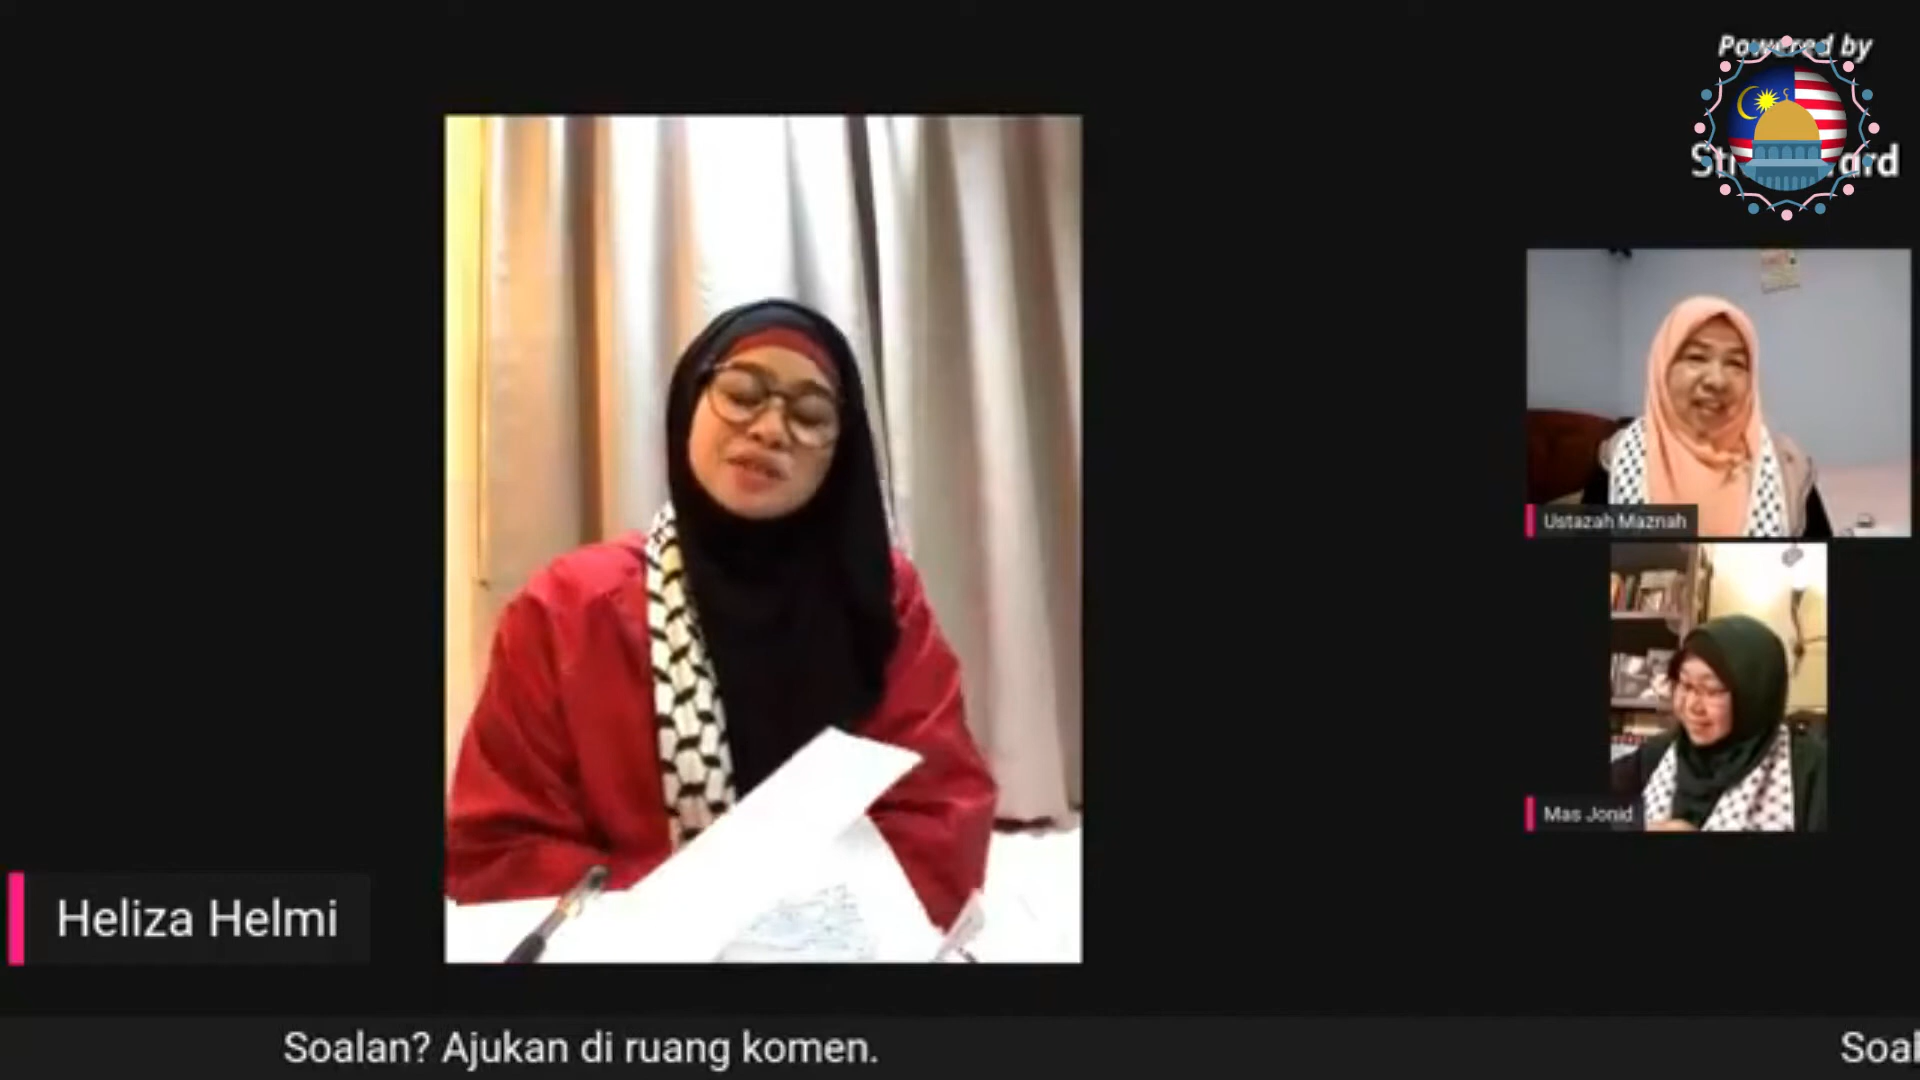 Powered by
Ustazah Maznah
Mas Jonid
Heliza Helmi
Soalan? Ajukan di ruang komen.